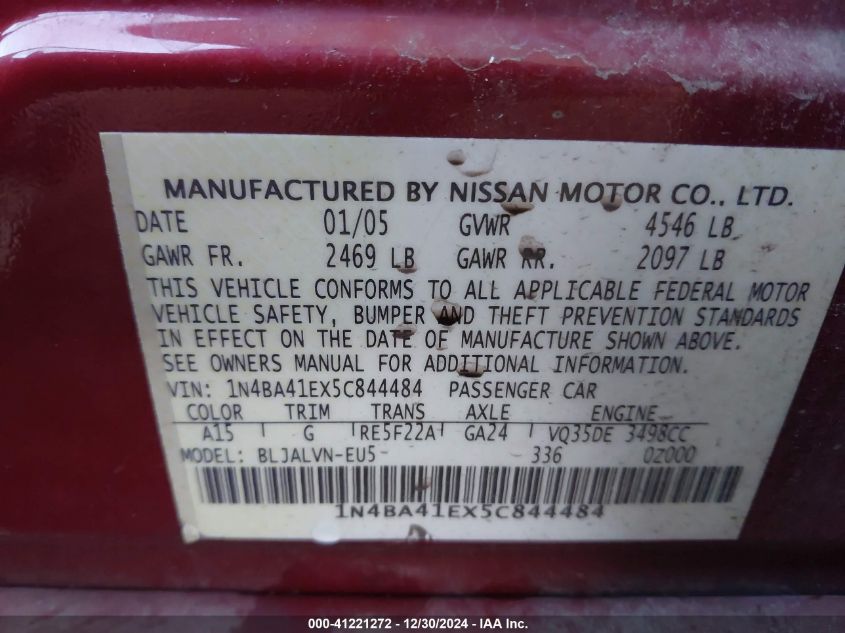 MANUFACTURED BY NISSAN MOTOR CO., LTD.
DATE 01/05 GVWR 4546 LB
GAWR FR. 2469 LB GAWR RR. 2097 LB
THIS VEHICLE CONFORMS TO ALL APPLICABLE FEDERAL MOTOR
VEHICLE SAFETY, BUMPER AND THEFT PREVENTION STANDARDS
IN EFFECT ON THE DATE OF MANUFACTURE SHOWN ABOVE.
SEE OWNERS MANUAL FOR ADDITIONAL INFORMATION.
VIN: 1N4BA41EX5C844484 PASSENGER CAR
COLOR TRIM TRANS AXLE ENGINE
A15 G RE5F22A GA24 VQ35DE 3498CC
MODEL: BLJALVN-EU5- 336 0Z000
1N4BA41EX5C844484
000-41221272 - 12/30/2024 - IAA Inc.